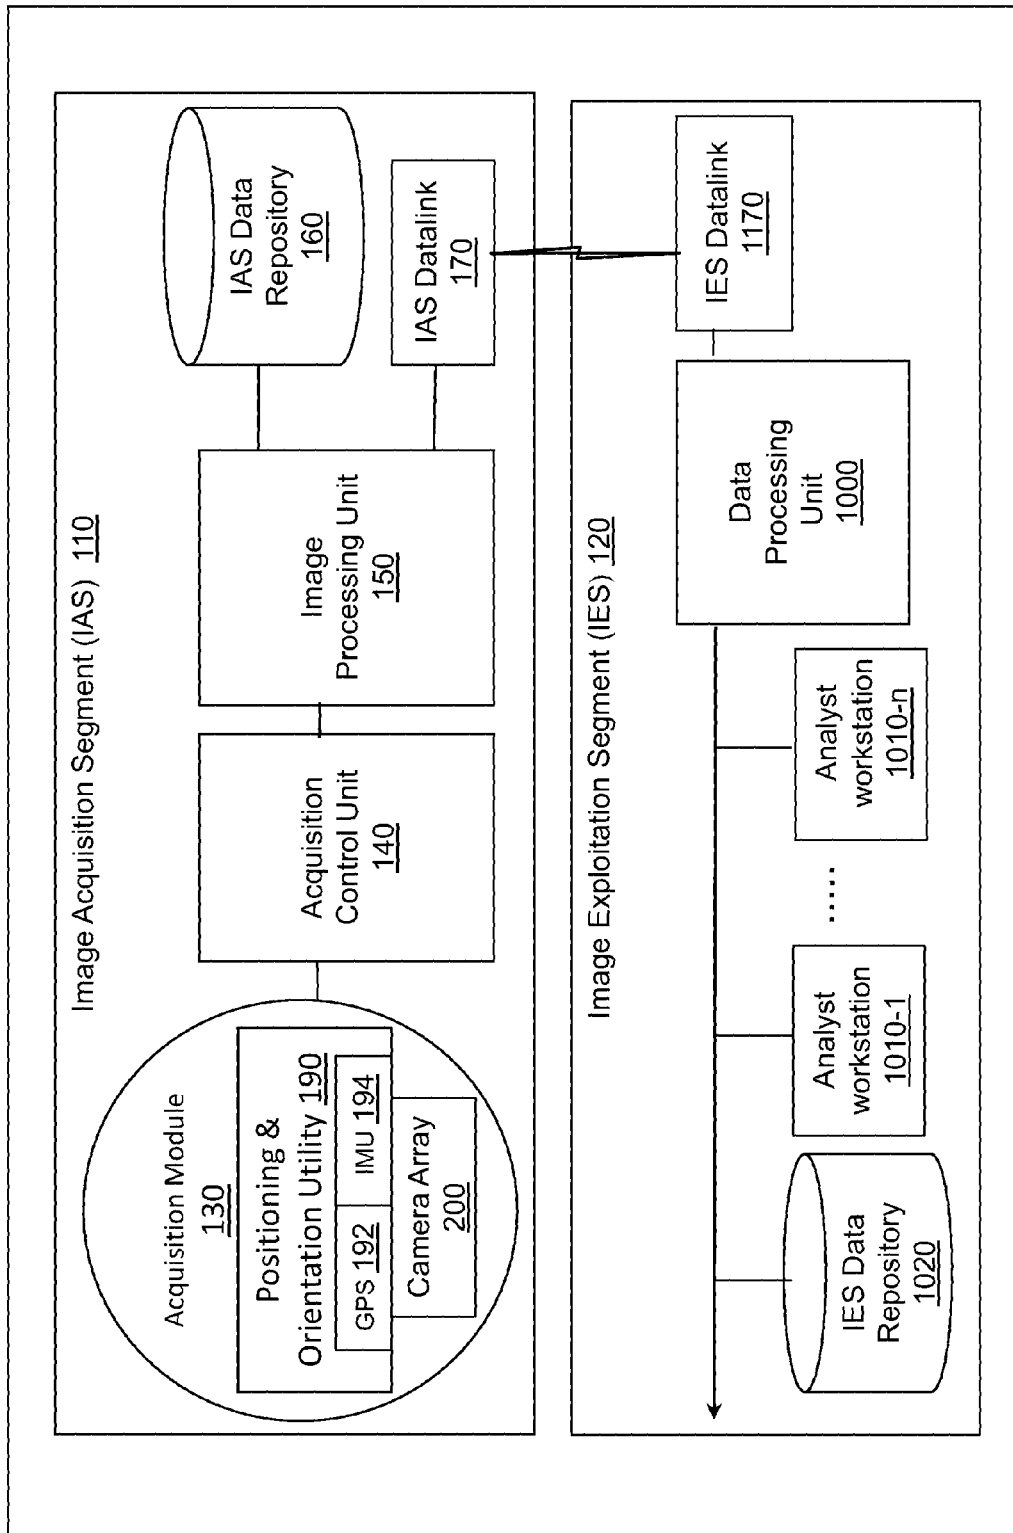 Image Acquisition Segment (IAS) 110
Acquisition Module
130
Positioning &
Orientation Utility 190
GPS 192
IMU 194
Camera Array
200
Acquisition
Control Unit
140
Image
Processing Unit
150
IAS Data
Repository
160
IAS Datalink
170
Image Exploitation Segment (IES) 120
IES Data
Repository
1020
Analyst
workstation
1010-1
.....
Analyst
workstation
1010-n
Data
Processing
Unit
1000
IES Datalink
1170